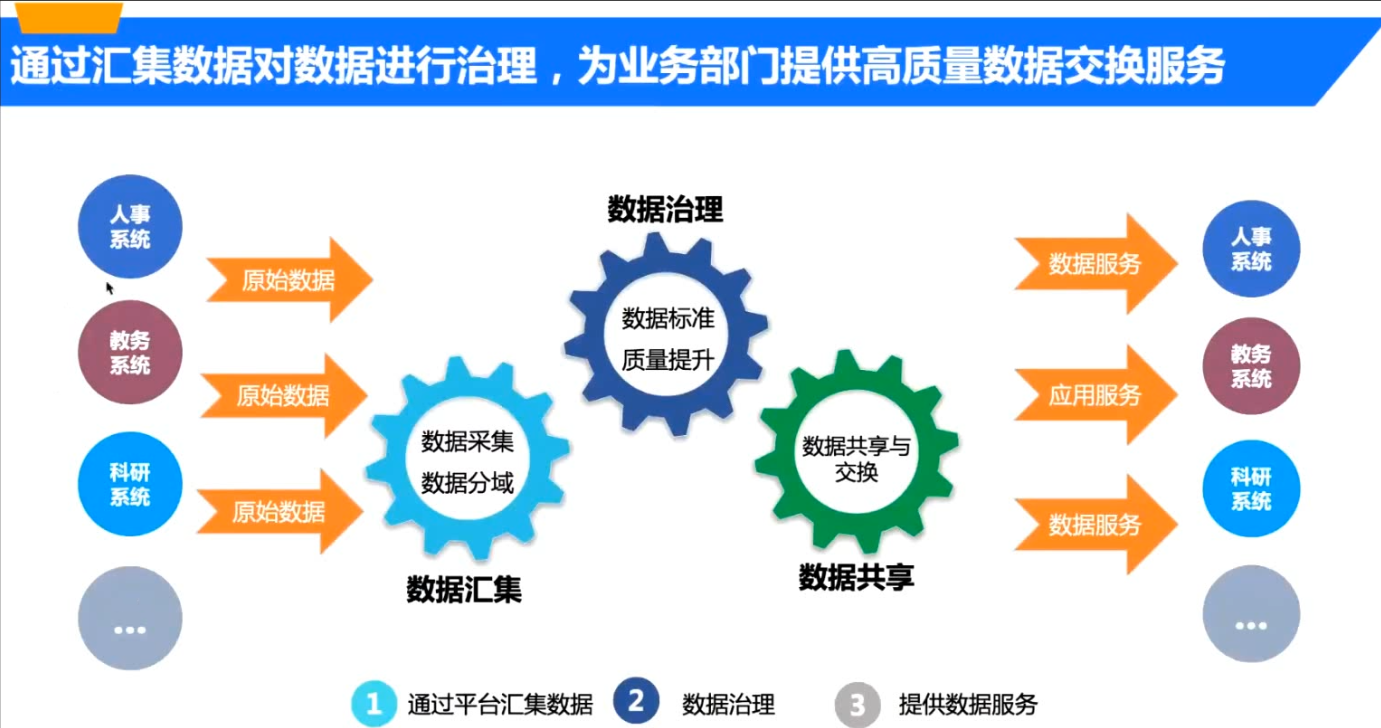 通过汇集数据对数据进行治理，为业务部门提供高质量数据交换服务
人事
系统
教务
系统
科研
系统
...
原始数据
原始数据
原始数据
数据采集
数据分域
数据汇集
数据治理
数据标准
质量提升
数据共享与
交换
数据共享
数据服务
应用服务
数据服务
人事
系统
教务
系统
科研
系统
...
1 通过平台汇集数据
2 数据治理
3 提供数据服务